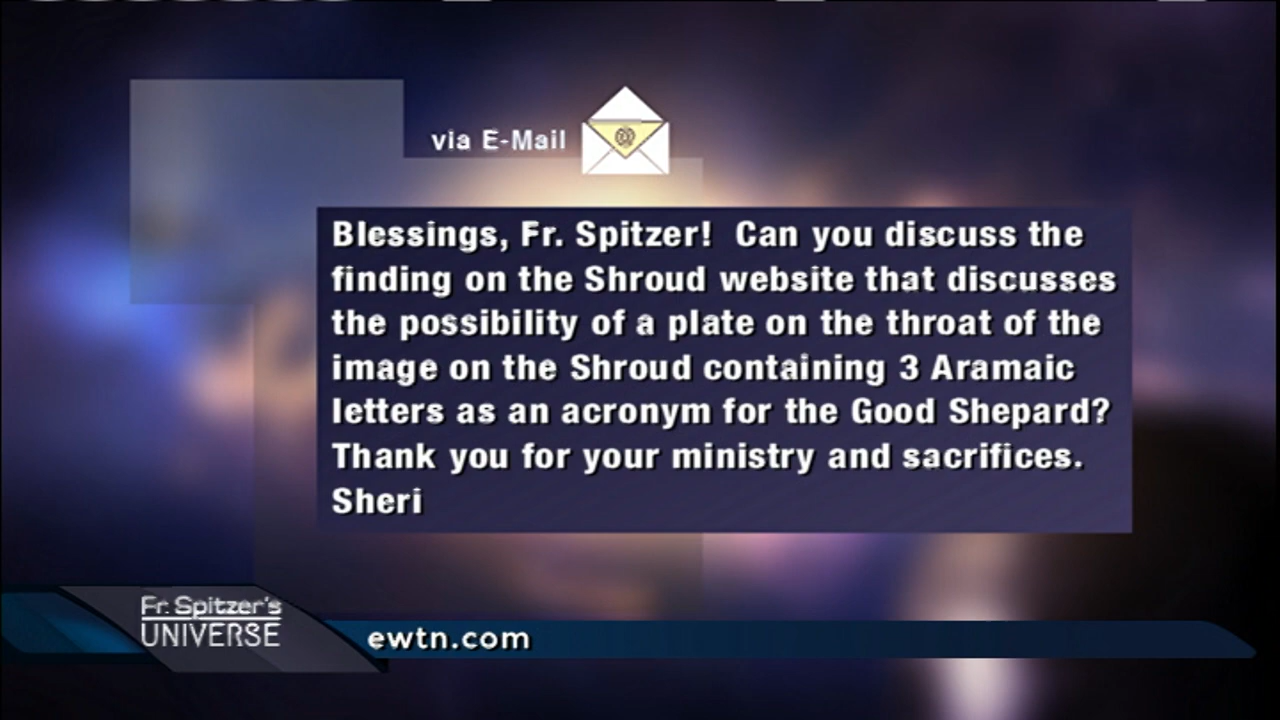 via E-Mail
Blessings, Fr. Spitzer!  Can you discuss the
finding on the Shroud website that discusses
the possibility of a plate on the throat of the
image on the Shroud containing 3 Aramaic
letters as an acronym for the Good Shepard?
Thank you for your ministry and sacrifices.
Sheri
Fr. Spitzer's
UNIVERSE
ewtn.com